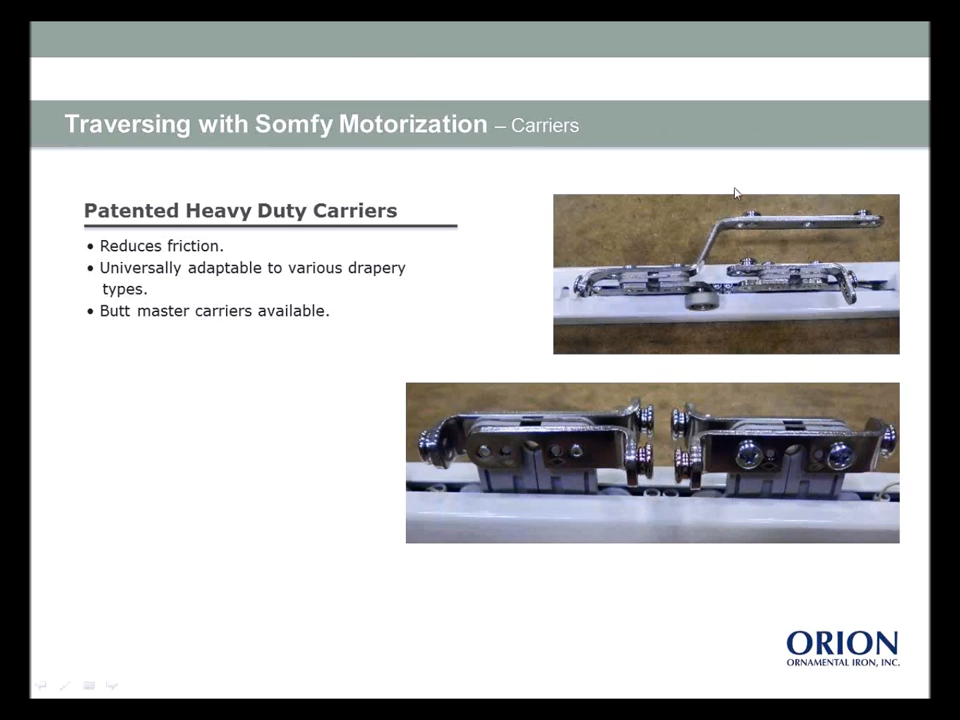 Traversing with Somfy Motorization – Carriers
Patented Heavy Duty Carriers
• Reduces friction.
• Universally adaptable to various drapery
types.
• Butt master carriers available.
ORION
ORNAMENTAL IRON, INC.